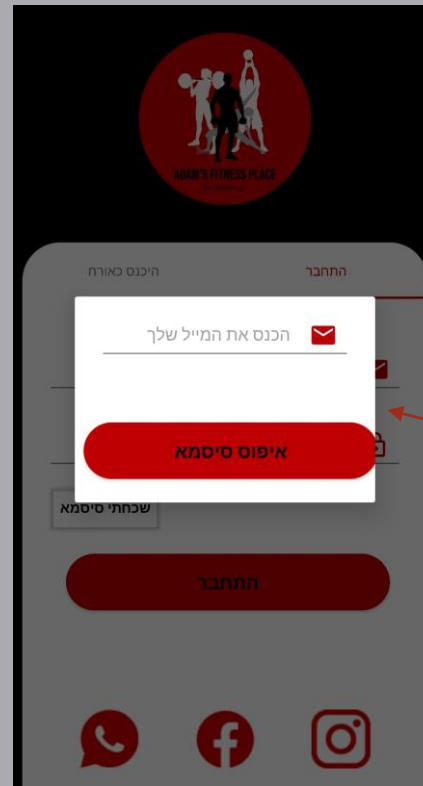 ADAM'S FITNESS PLACE
התחבר
היכנס כאורח
הכנס את המייל שלך
איפוס סיסמא
שכחתי סיסמא
התחבר